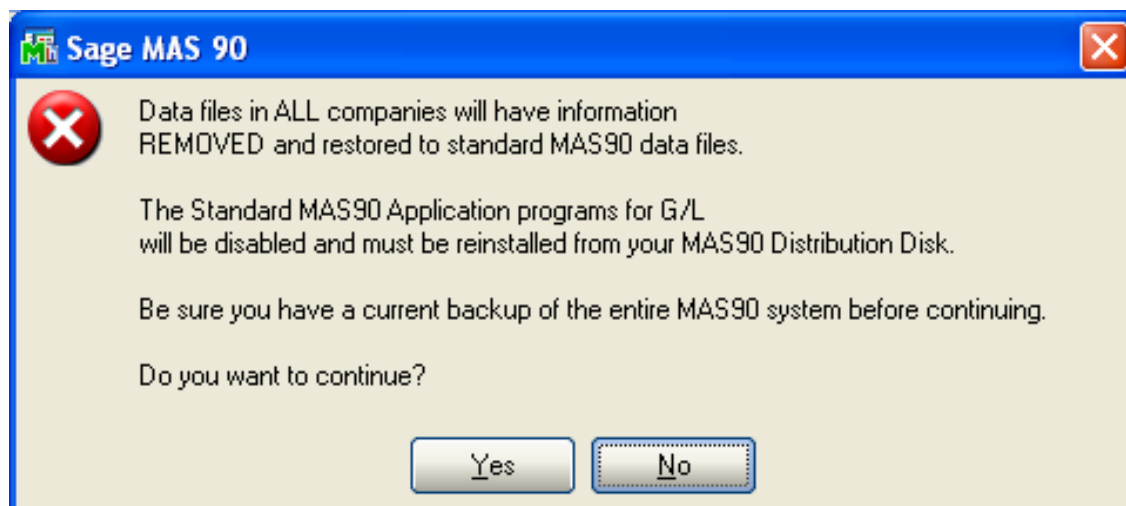 Sage MAS 90
Data files in ALL companies will have information
REMOVED and restored to standard MAS90 data files.
The Standard MAS90 Application programs for G/L
will be disabled and must be reinstalled from your MAS90 Distribution Disk.
Be sure you have a current backup of the entire MAS90 system before continuing.
Do you want to continue?
Yes No